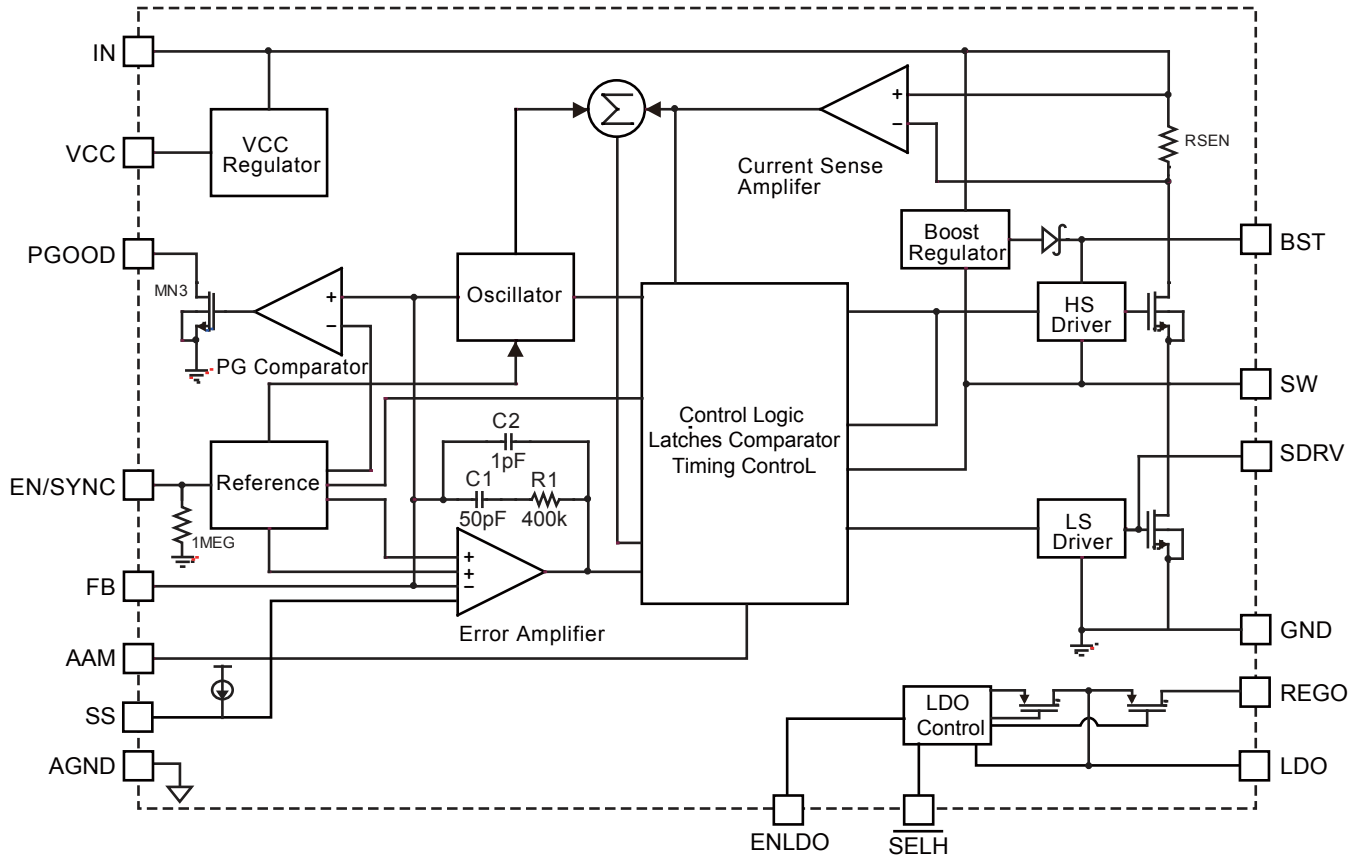 IN
VCC
VCC
Regulator
+
−
Σ
Current Sense
Amplifer
RSEN
PGOOD
MN3
+
−
PG Comparator
Oscillator
Boost
Regulator
BST
HS
Driver
SW
Control Logic
Latches Comparator
Timing ControL
C2
1pF
C1
R1
50pF
400k
EN/SYNC
Reference
1MEG
SDRV
LS
Driver
FB
+
+
−
Error Amplifier
GND
AAM
SS
AGND
LDO
Control
REGO
LDO
ENLDO
SELH